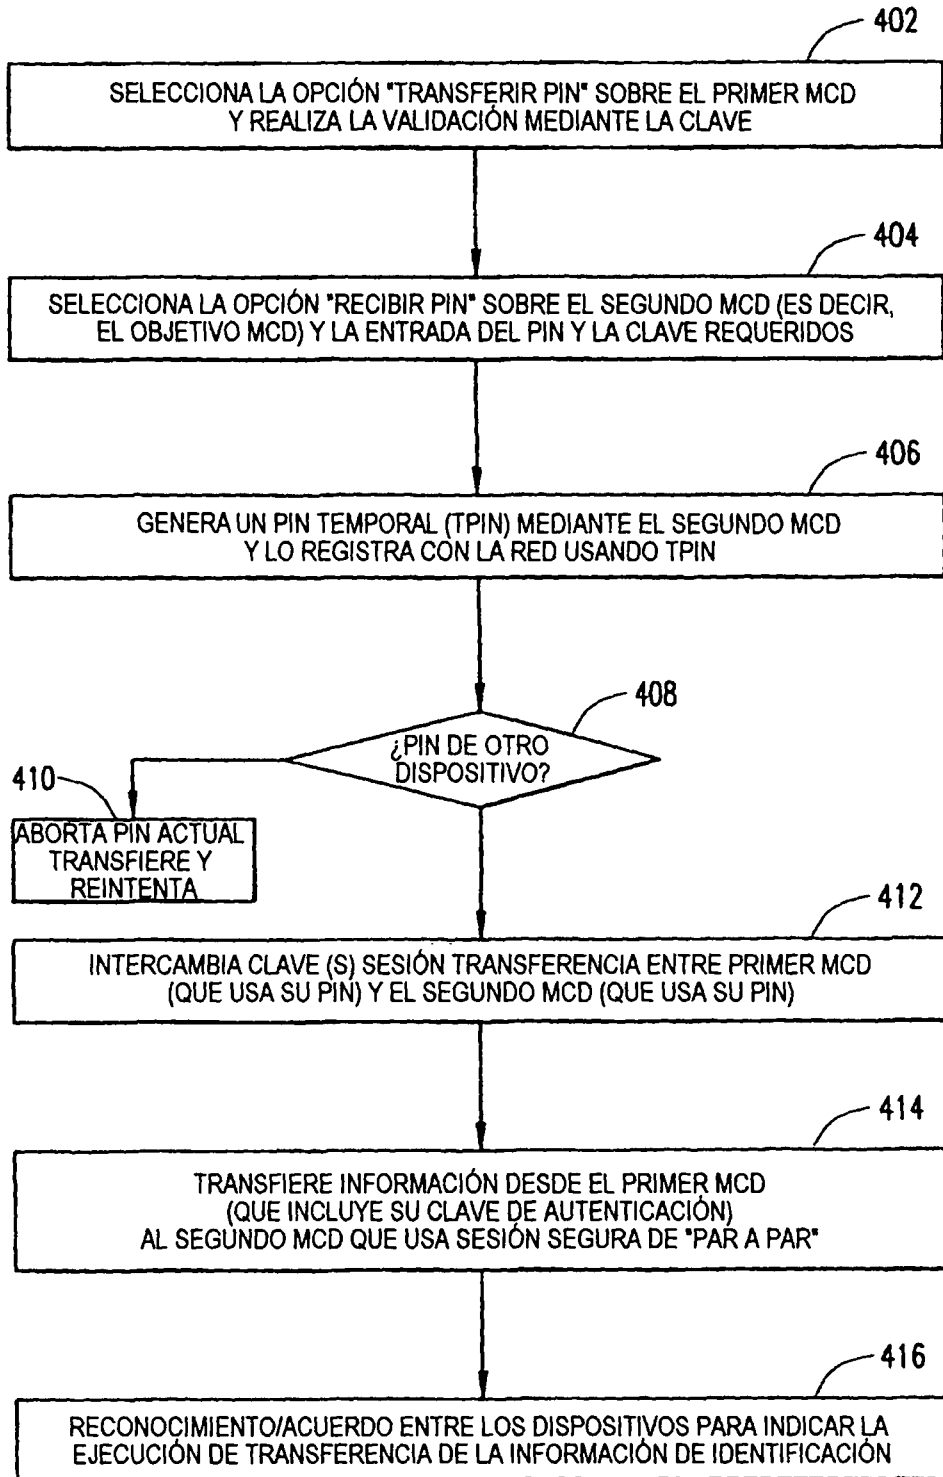 402
SELECCIONA LA OPCIÓN "TRANSFERIR PIN" SOBRE EL PRIMER MCD
Y REALIZA LA VALIDACIÓN MEDIANTE LA CLAVE
404
SELECCIONA LA OPCIÓN "RECIBIR PIN" SOBRE EL SEGUNDO MCD (ES DECIR,
EL OBJETIVO MCD) Y LA ENTRADA DEL PIN Y LA CLAVE REQUERIDOS
406
GENERA UN PIN TEMPORAL (TPIN) MEDIANTE EL SEGUNDO MCD
Y LO REGISTRA CON LA RED USANDO TPIN
408
¿PIN DE OTRO
DISPOSITIVO?
410
ABORTA PIN ACTUAL
TRANSFIERE Y
REINTENTA
412
INTERCAMBIA CLAVE (S) SESIÓN TRANSFERENCIA ENTRE PRIMER MCD
(QUE USA SU PIN) Y EL SEGUNDO MCD (QUE USA SU PIN)
414
TRANSFIERE INFORMACIÓN DESDE EL PRIMER MCD
(QUE INCLUYE SU CLAVE DE AUTENTICACIÓN)
AL SEGUNDO MCD QUE USA SESIÓN SEGURA DE "PAR A PAR"
416
RECONOCIMIENTO/ACUERDO ENTRE LOS DISPOSITIVOS PARA INDICAR LA
EJECUCIÓN DE TRANSFERENCIA DE LA INFORMACIÓN DE IDENTIFICACIÓN